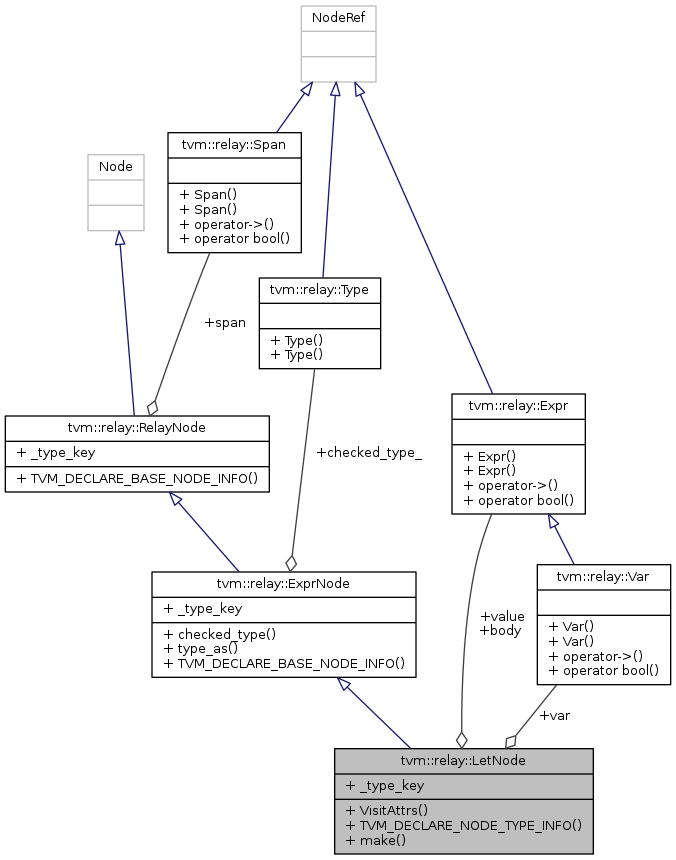 NodeRef
tvm::relay::Span
+ Span()
+ Span()
+ operator->()
+ operator bool()
Node
tvm::relay::Type
+ Type()
+ Type()
+span
tvm::relay::Expr
+ Expr()
+ Expr()
+ operator->()
+ operator bool()
tvm::relay::RelayNode
+ _type_key
+ TVM_DECLARE_BASE_NODE_INFO()
+checked_type_
tvm::relay::ExprNode
+ _type_key
+ checked_type()
+ type_as()
+ TVM_DECLARE_BASE_NODE_INFO()
tvm::relay::Var
+ Var()
+ Var()
+ operator->()
+ operator bool()
+value
+body
+var
tvm::relay::LetNode
+ _type_key
+ VisitAttrs()
+ TVM_DECLARE_NODE_TYPE_INFO()
+ make()